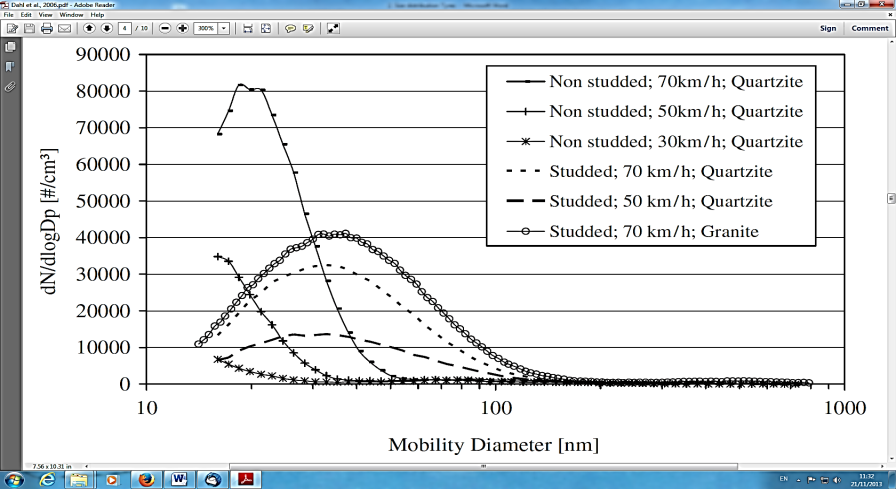 Dahl et al., 2006.pdf - Adobe Reader
File Edit View Window Help
4 / 10
300%
Sign
Comment
90000
80000
70000
60000
50000
40000
30000
20000
10000
0
dN/dlogDp [#/cm³]
Non studded; 70km/h; Quartzite
Non studded; 50km/h; Quartzite
Non studded; 30km/h; Quartzite
Studded; 70 km/h; Quartzite
Studded; 50 km/h; Quartzite
Studded; 70 km/h; Granite
10
100
1000
Mobility Diameter [nm]
7.56 x 10.31 in
EN
11:32
21/11/2013